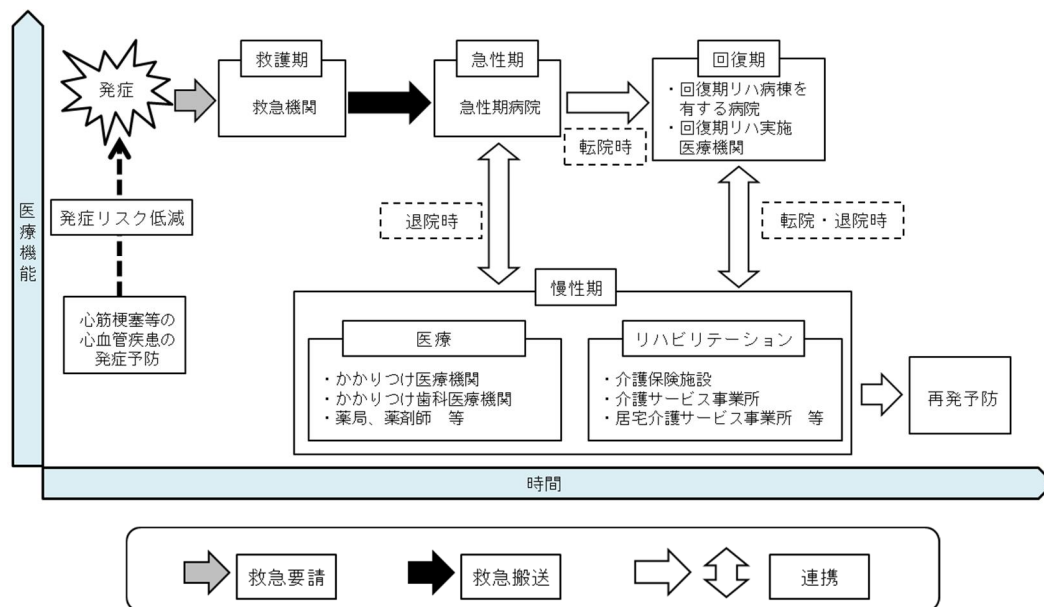 医療機能
発症
救護期
救急機関
急性期
急性期病院
回復期
・回復期リハ病棟を
有する病院
・回復期リハ実施
医療機関
転院時
発症リスク低減
退院時
転院・退院時
心筋梗塞等の
心血管疾患の
発症予防
慢性期
医療
・かかりつけ医療機関
・かかりつけ歯科医療機関
・薬局、薬剤師　等
リハビリテーション
・介護保険施設
・介護サービス事業所
・居宅介護サービス事業所　等
再発予防
時間
救急要請
救急搬送
連携